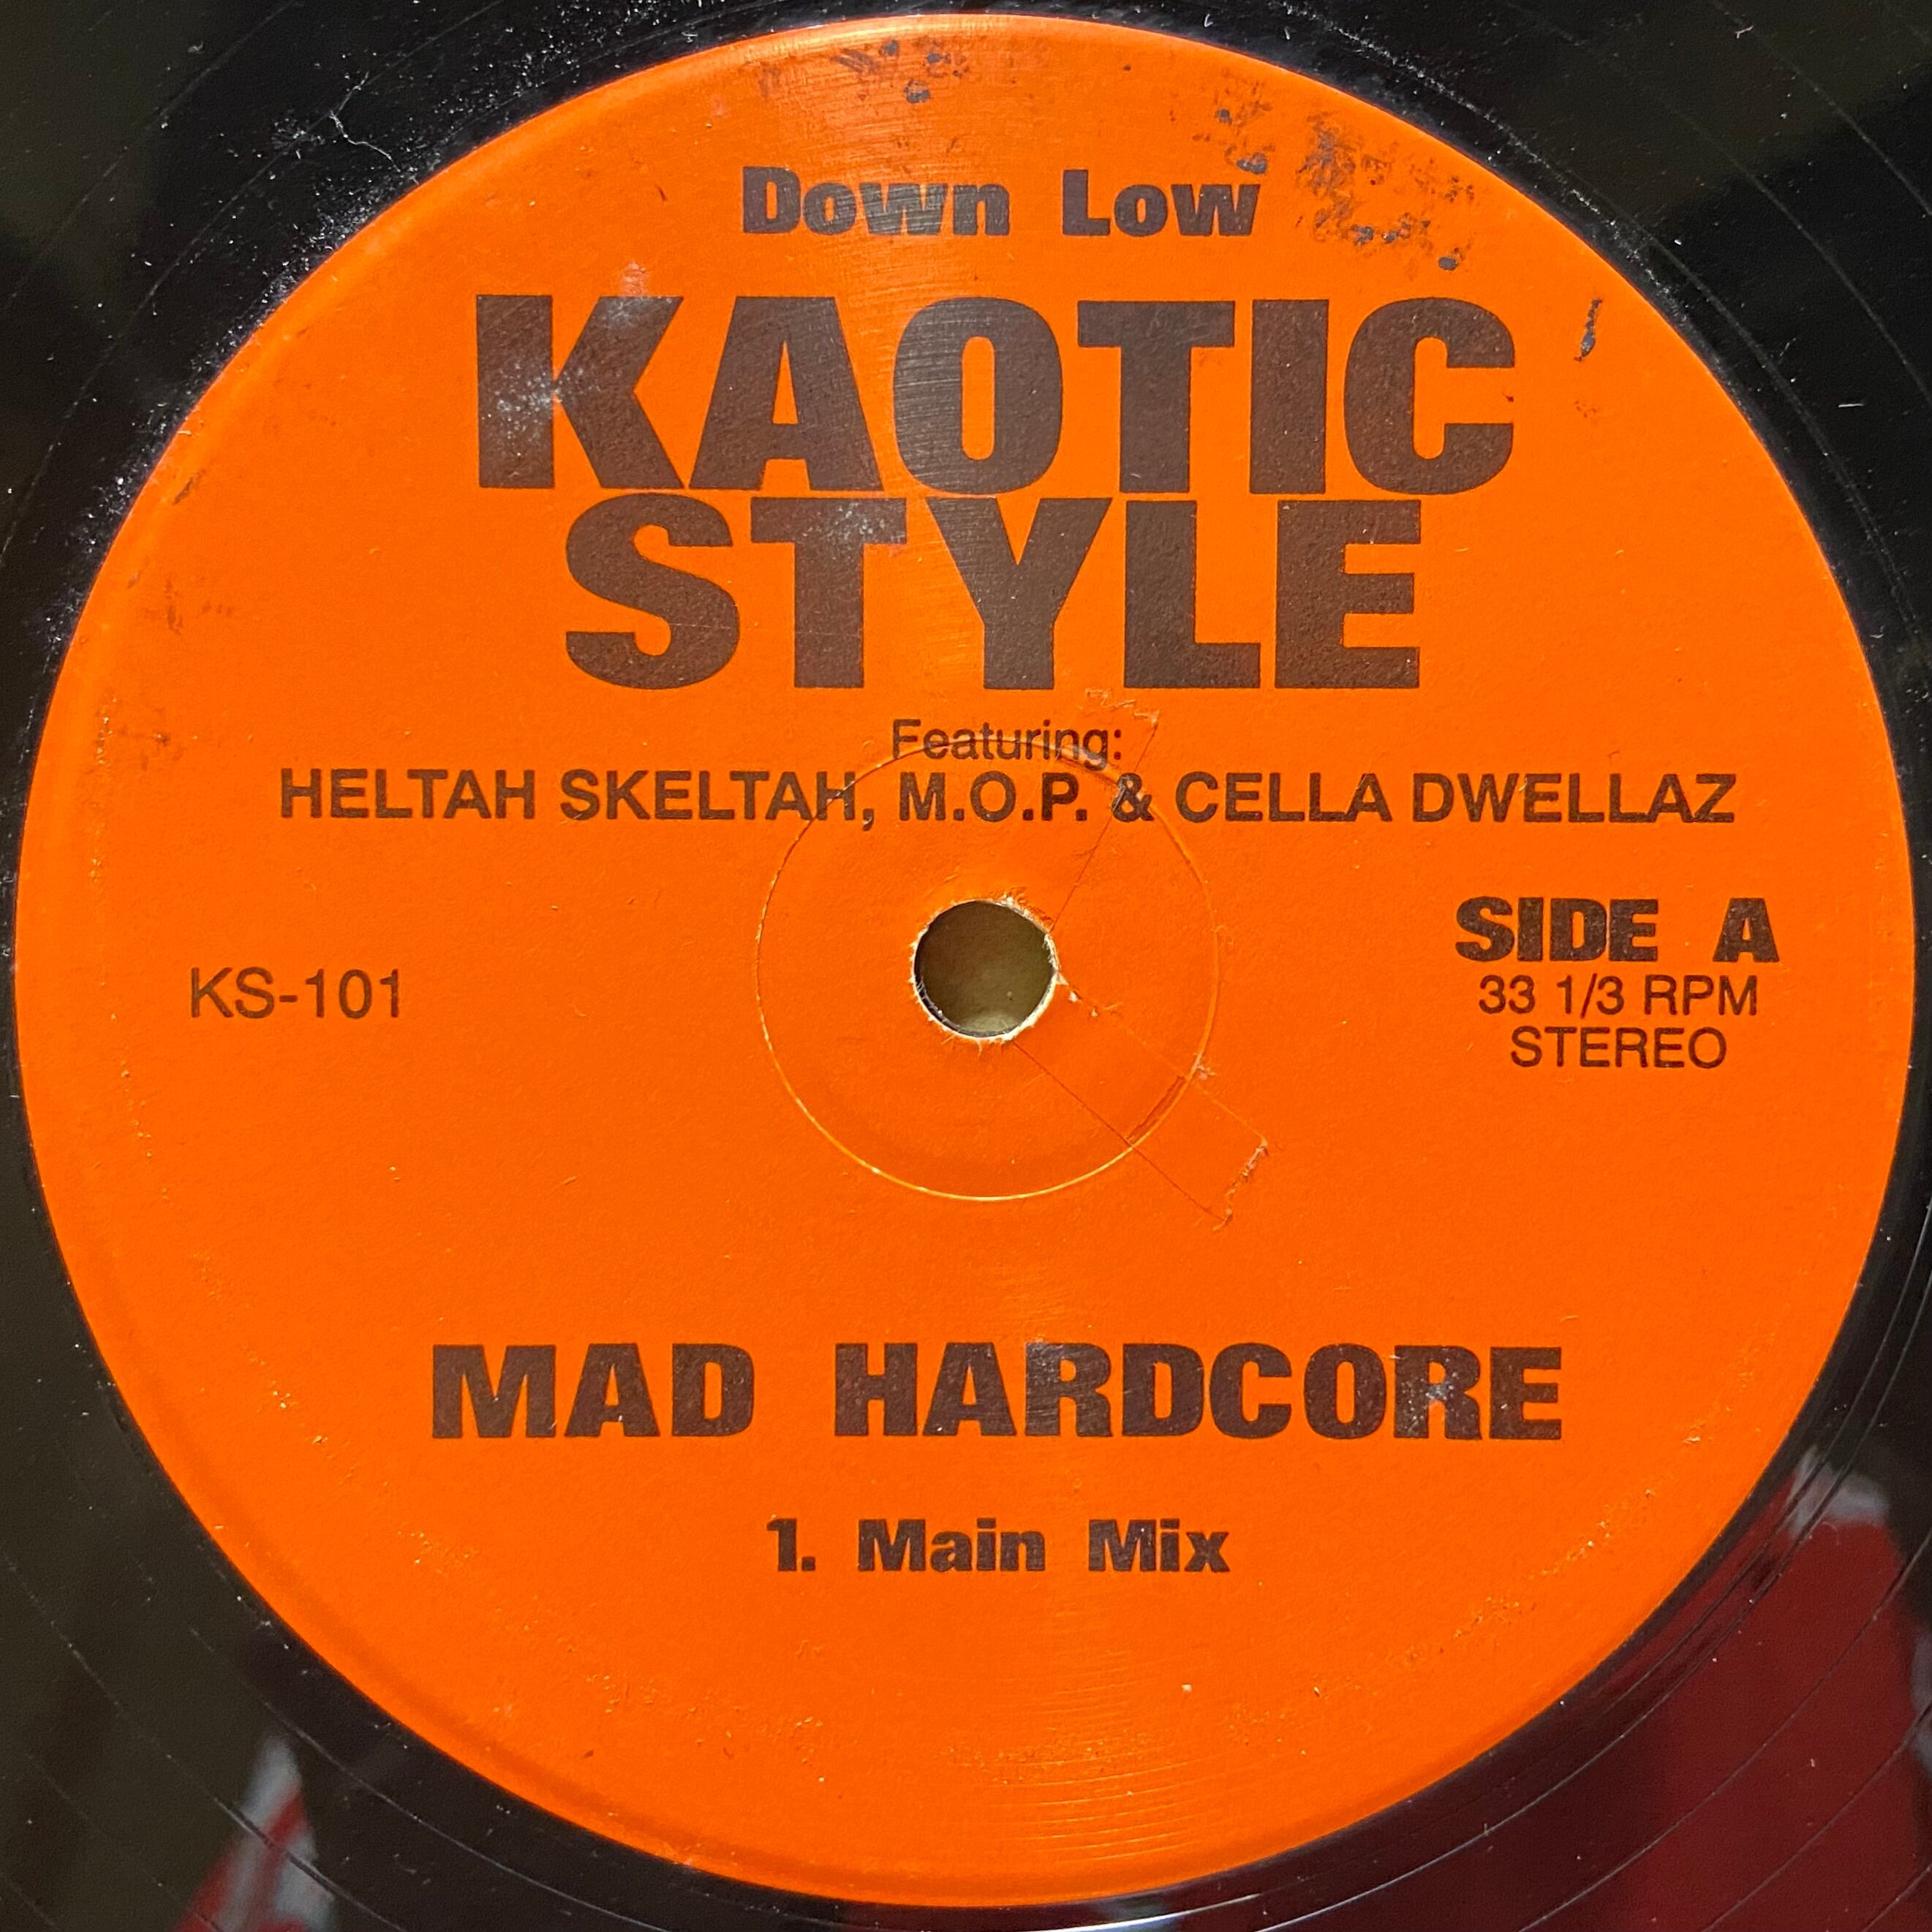 Down Low
KAOTIC
STYLE
Featuring:
HELTAH SKELTAH, M.O.P. & CELLA DWELLAZ
SIDE A
KS-101
33 1/3 RPM
STEREO
MAD HARDCORE
1. Main Mix